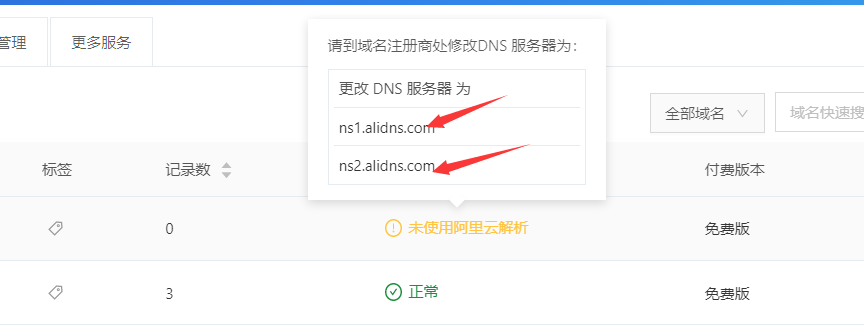 管理
更多服务
请到域名注册商处修改DNS 服务器为：
更改 DNS 服务器 为
ns1.alidns.com
ns2.alidns.com
全部域名
域名快速搜
标签
记录数
付费版本
0
未使用阿里云解析
免费版
3
正常
免费版